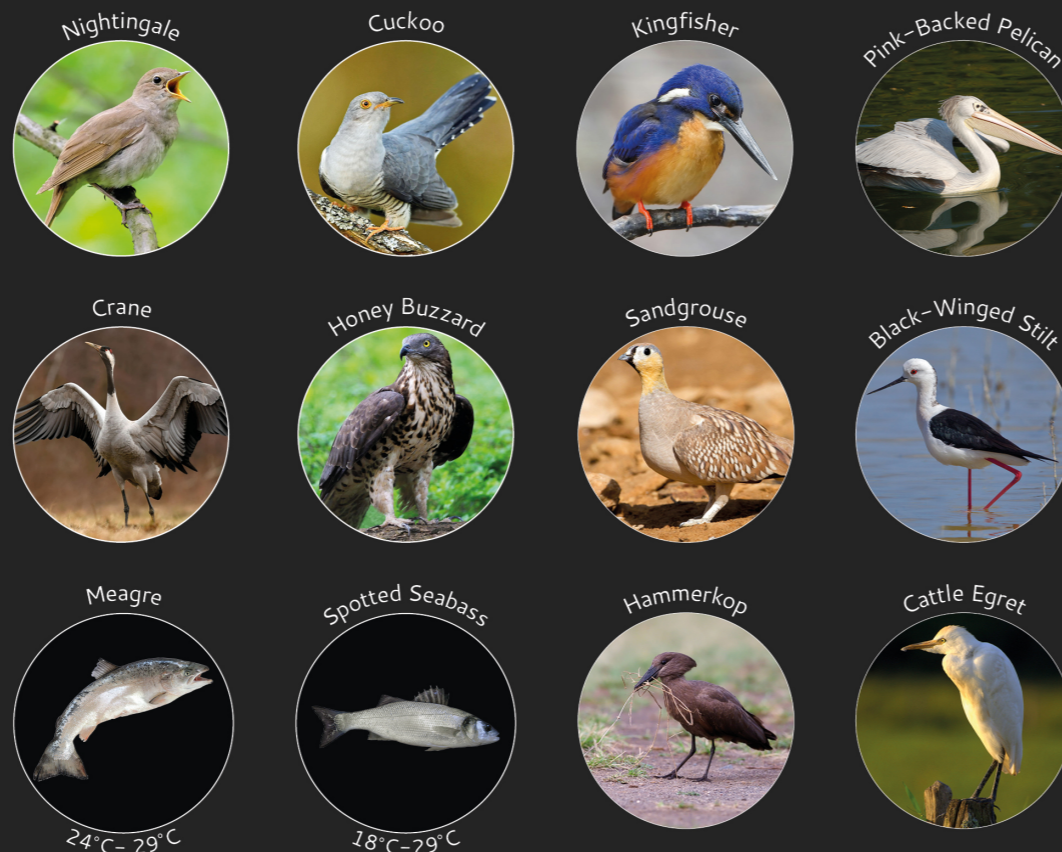 Nightingale
Cuckoo
Kingfisher
Pink-Backed Pelican
Crane
Honey Buzzard
Sandgrouse
Black-Winged Stilt
Meagre
Spotted Seabass
Hammerkop
Cattle Egret
24°C- 29°C
18°C-29°C